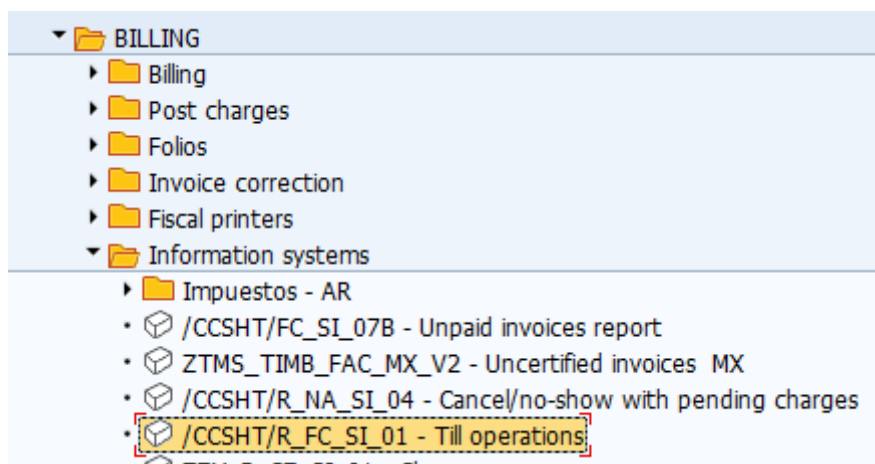 BILLING
Billing
Post charges
Folios
Invoice correction
Fiscal printers
Information systems
Impuestos - AR
/CCSHT/FC_SI_07B - Unpaid invoices report
ZTMS_TIMB_FAC_MX_V2 - Uncertified invoices MX
/CCSHT/R_NA_SI_04 - Cancel/no-show with pending charges
/CCSHT/R_FC_SI_01 - Till operations